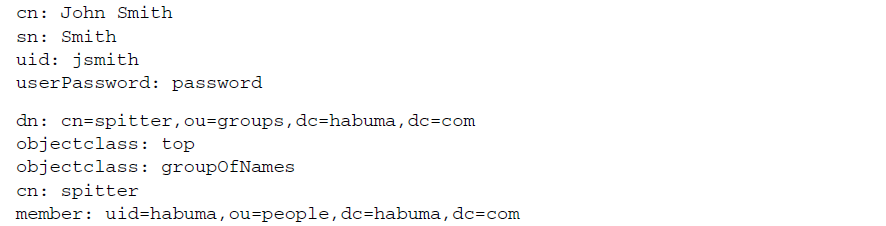 cn: John Smith
sn: Smith
uid: jsmith
userPassword: password
dn: cn=spitter,ou=groups,dc=habuma,dc=com
objectclass: top
objectclass: groupOfNames
cn: spitter
member: uid=habuma,ou=people,dc=habuma,dc=com